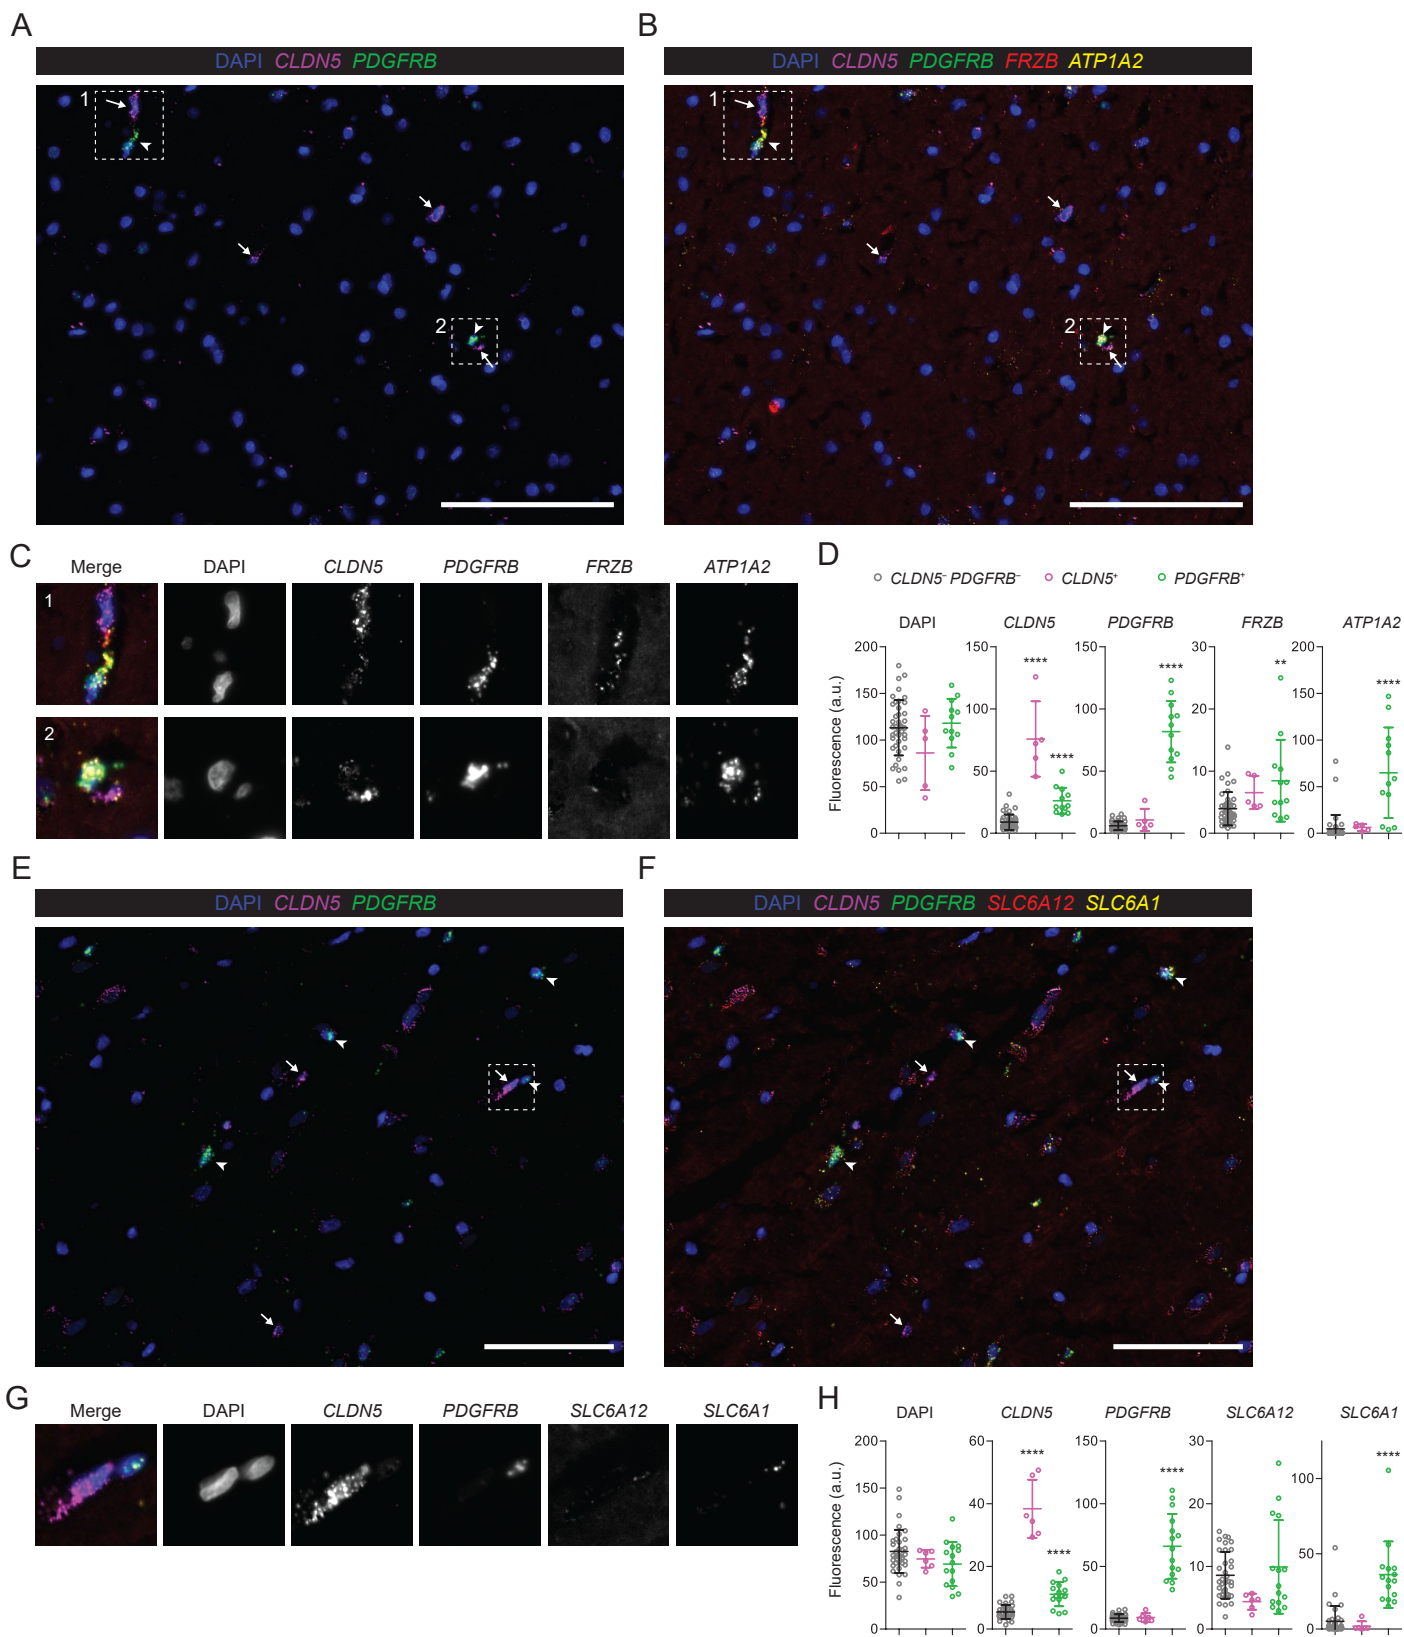 A
B
DAPI CLDN5 PDGFRB
DAPI CLDN5 PDGFRB FRZB ATP1A2
1
2
1
2
C
Merge DAPI CLDN5 PDGFRB FRZB ATP1A2
1
2
D
CLDN5⁻ PDGFRB⁻ CLDN5⁺ PDGFRB⁺
DAPI CLDN5 PDGFRB FRZB ATP1A2
Fluorescence (a.u.)
200 150 100 50 0
150 100 50 0
150 100 50 0
30 20 10 0
200 150 100 50 0
**** **** **** ** ****
E
F
DAPI CLDN5 PDGFRB
DAPI CLDN5 PDGFRB SLC6A12 SLC6A1
G
Merge DAPI CLDN5 PDGFRB SLC6A12 SLC6A1
H
DAPI CLDN5 PDGFRB SLC6A12 SLC6A1
Fluorescence (a.u.)
200 150 100 50 0
60 40 20 0
150 100 50 0
30 20 10 0
100 50 0
**** **** **** ****